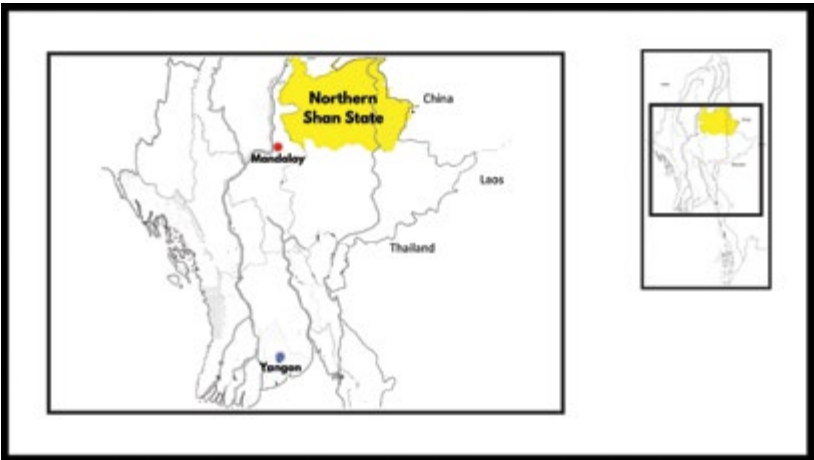 Northern
Shan State
China
Mandalay
Laos
Thailand
Yangon